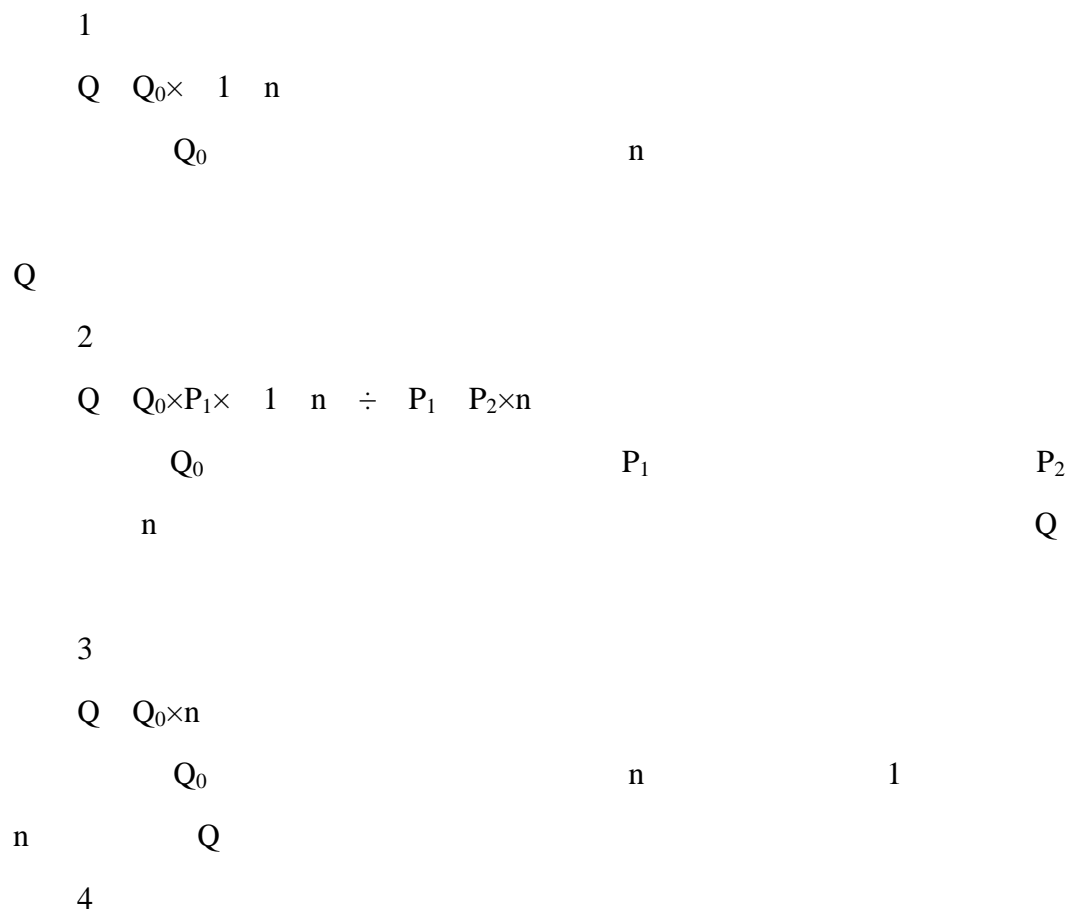 1
Q Q₀× 1 n
Q₀ n
Q
2
Q Q₀×P₁× 1 n ÷ P₁ P₂×n
Q₀ P₁ P₂
n Q
3
Q Q₀×n
Q₀ n 1
n Q
4